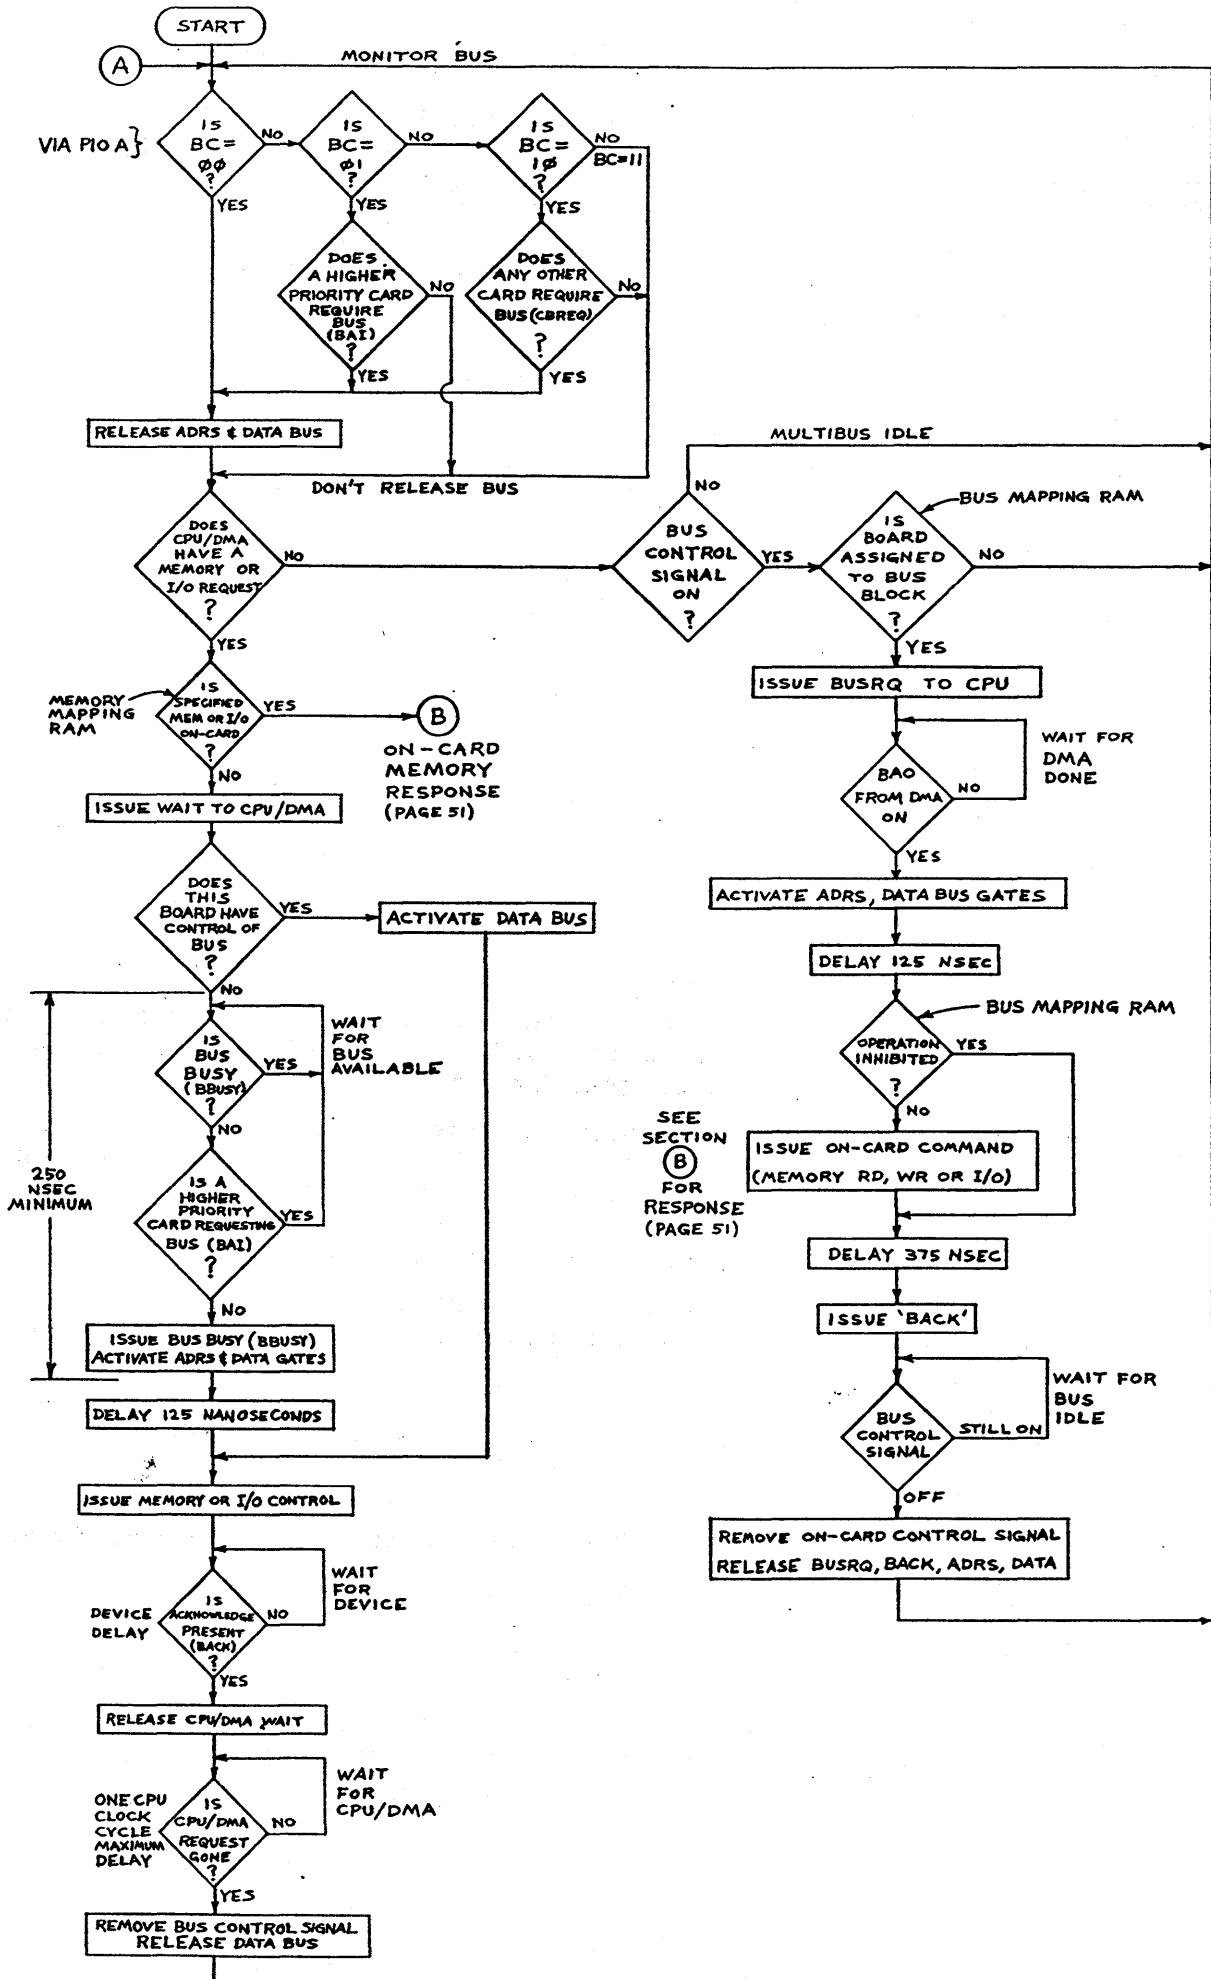 START
A
MONITOR BUS
VIA PIO A}
IS
BC=
ØØ
?
NO
YES
IS
BC=
Ø1
?
NO
YES
IS
BC=
1Ø
?
NO
BC=11
YES
DOES
A HIGHER
PRIORITY CARD
REQUIRE
BUS
(BAI)
?
NO
YES
DOES
ANY OTHER
CARD REQUIRE
BUS (CBREQ)
?
NO
YES
RELEASE ADRS & DATA BUS
DON'T RELEASE BUS
DOES
CPU/DMA
HAVE A
MEMORY OR
I/O REQUEST
?
NO
YES
MEMORY
MAPPING
RAM
IS
SPECIFIED
MEM OR I/O
ON-CARD
?
YES
B
ON-CARD
MEMORY
RESPONSE
(PAGE 51)
NO
ISSUE WAIT TO CPU/DMA
DOES
THIS
BOARD HAVE
CONTROL OF
BUS
?
YES
ACTIVATE DATA BUS
NO
250
NSEC
MINIMUM
IS
BUS
BUSY
(BBUSY)
?
YES
WAIT
FOR
BUS
AVAILABLE
NO
IS A
HIGHER
PRIORITY
CARD REQUESTING
BUS (BAI)
?
YES
NO
ISSUE BUS BUSY (BBUSY)
ACTIVATE ADRS & DATA GATES
DELAY 125 NANOSECONDS
ISSUE MEMORY OR I/O CONTROL
DEVICE
DELAY
IS
ACKNOWLEDGE
PRESENT
(BACK)
?
NO
WAIT
FOR
DEVICE
YES
RELEASE CPU/DMA WAIT
ONE CPU
CLOCK
CYCLE
MAXIMUM
DELAY
IS
CPU/DMA
REQUEST
GONE
?
NO
WAIT
FOR
CPU/DMA
YES
REMOVE BUS CONTROL SIGNAL
RELEASE DATA BUS
MULTIBUS IDLE
NO
BUS
CONTROL
SIGNAL
ON
?
YES
BUS MAPPING RAM
IS
BOARD
ASSIGNED
TO BUS
BLOCK
?
NO
YES
ISSUE BUSRQ TO CPU
BAO
FROM DMA
ON
NO
WAIT FOR
DMA
DONE
YES
ACTIVATE ADRS, DATA BUS GATES
DELAY 125 NSEC
BUS MAPPING RAM
OPERATION
INHIBITED
?
YES
NO
SEE
SECTION
B
FOR
RESPONSE
(PAGE 51)
ISSUE ON-CARD COMMAND
(MEMORY RD, WR OR I/O)
DELAY 375 NSEC
ISSUE 'BACK'
BUS
CONTROL
SIGNAL
STILL ON
WAIT FOR
BUS
IDLE
OFF
REMOVE ON-CARD CONTROL SIGNAL
RELEASE BUSRQ, BACK, ADRS, DATA